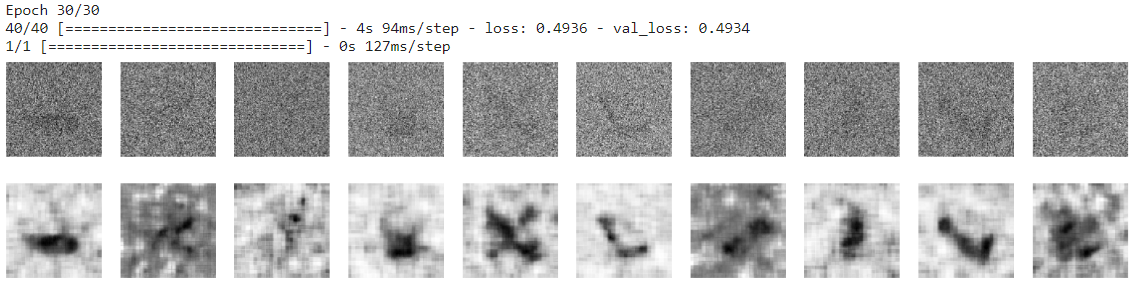 Epoch 30/30
40/40 [==============================] - 4s 94ms/step - loss: 0.4936 - val_loss: 0.4934
1/1 [==============================] - 0s 127ms/step